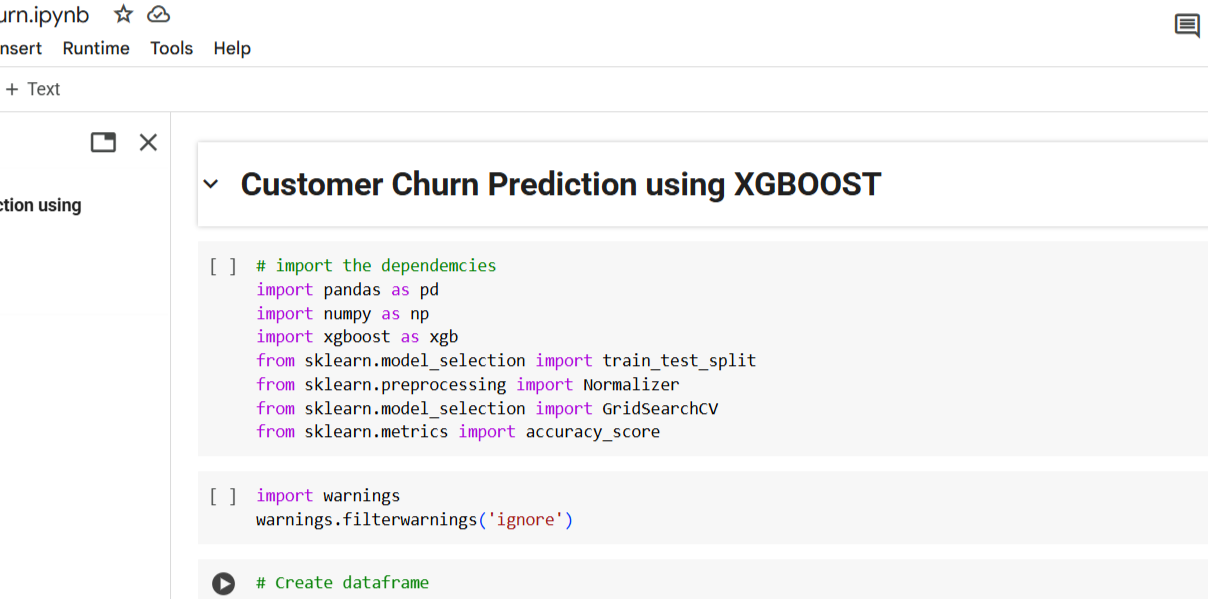 urn.ipynb
nsert Runtime Tools Help
+ Text
ction using
Customer Churn Prediction using XGBOOST
[ ] # import the dependemcies
import pandas as pd
import numpy as np
import xgboost as xgb
from sklearn.model_selection import train_test_split
from sklearn.preprocessing import Normalizer
from sklearn.model_selection import GridSearchCV
from sklearn.metrics import accuracy_score
[ ] import warnings
warnings.filterwarnings('ignore')
# Create dataframe